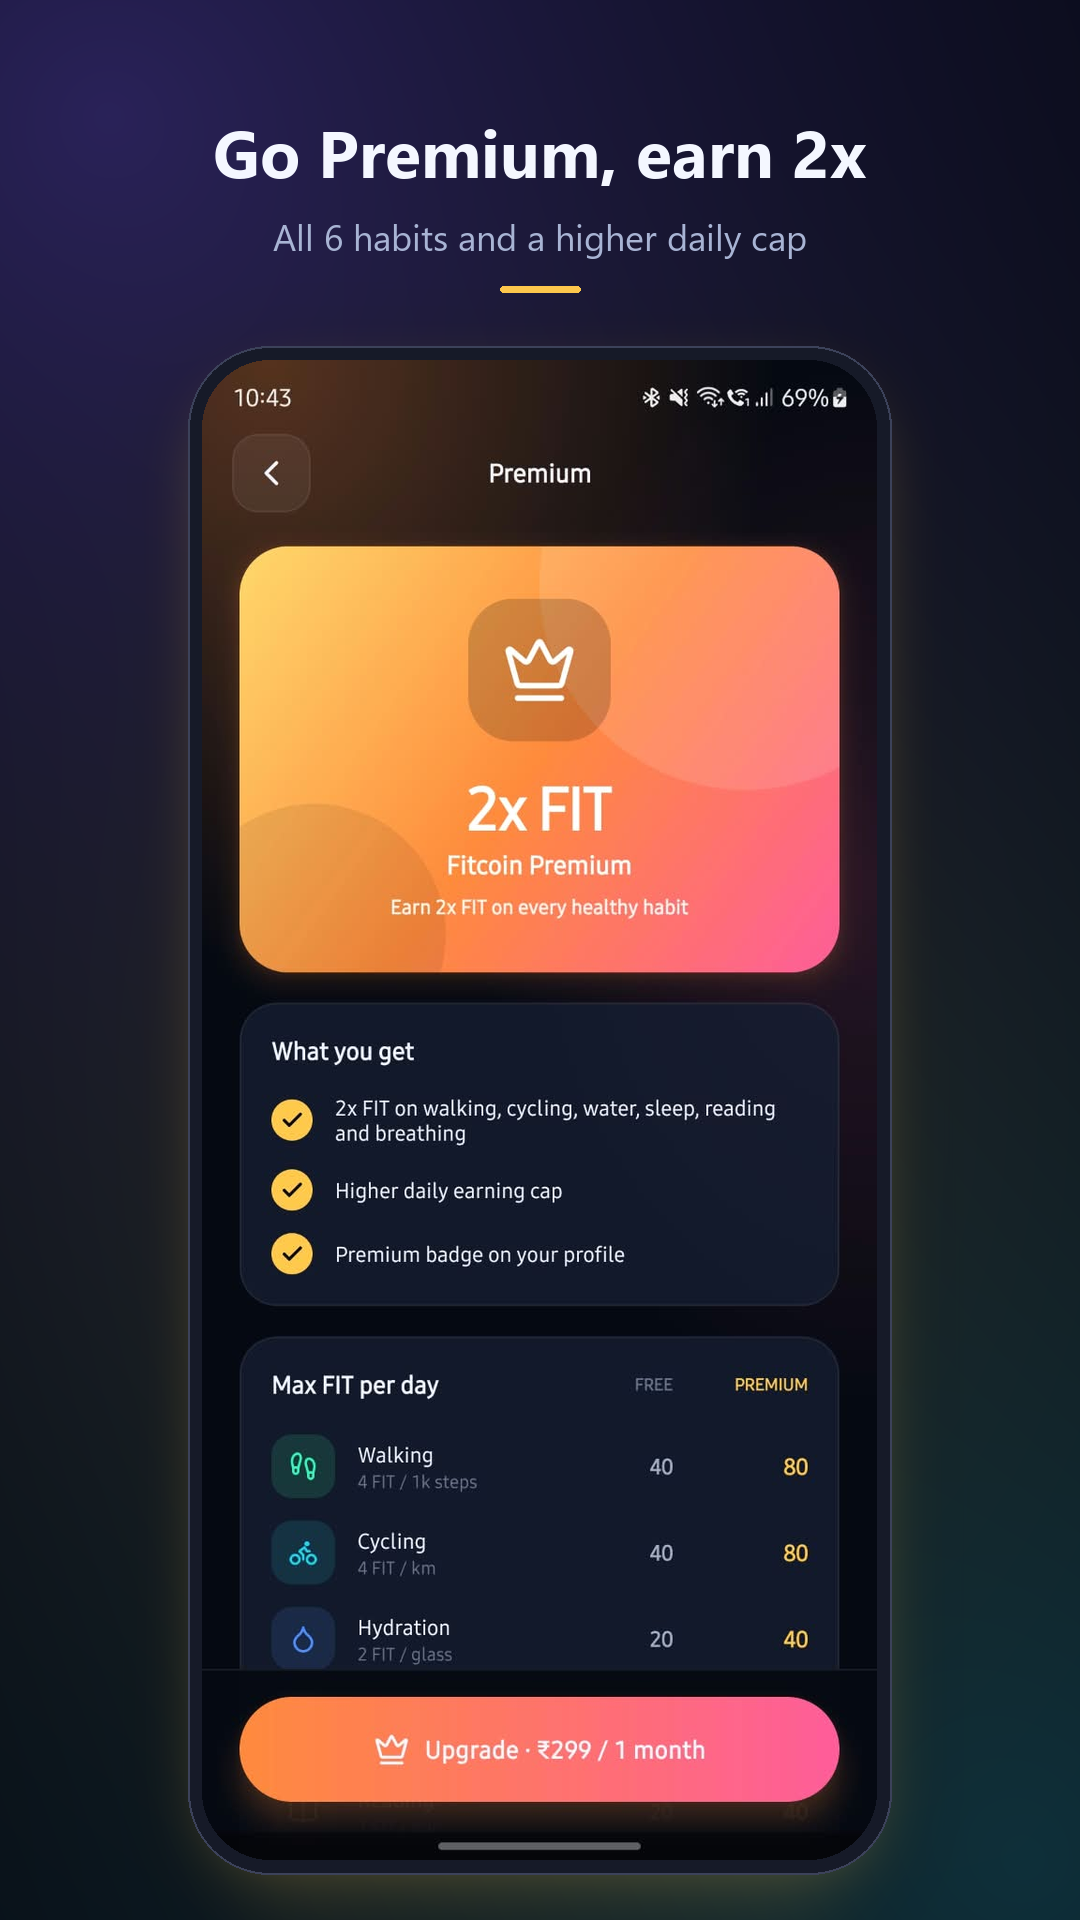 Go Premium, earn 2x
All 6 habits and a higher daily cap
10:43
69%
Premium
2x FIT
Fitcoin Premium
Earn 2x FIT on every healthy habit
What you get
2x FIT on walking, cycling, water, sleep, reading
and breathing
Higher daily earning cap
Premium badge on your profile
Max FIT per day FREE PREMIUM
Walking 40 80
4 FIT / 1k steps
Cycling 40 80
4 FIT / km
Hydration 20 40
2 FIT / glass
Upgrade · ₹299 / 1 month
20 40